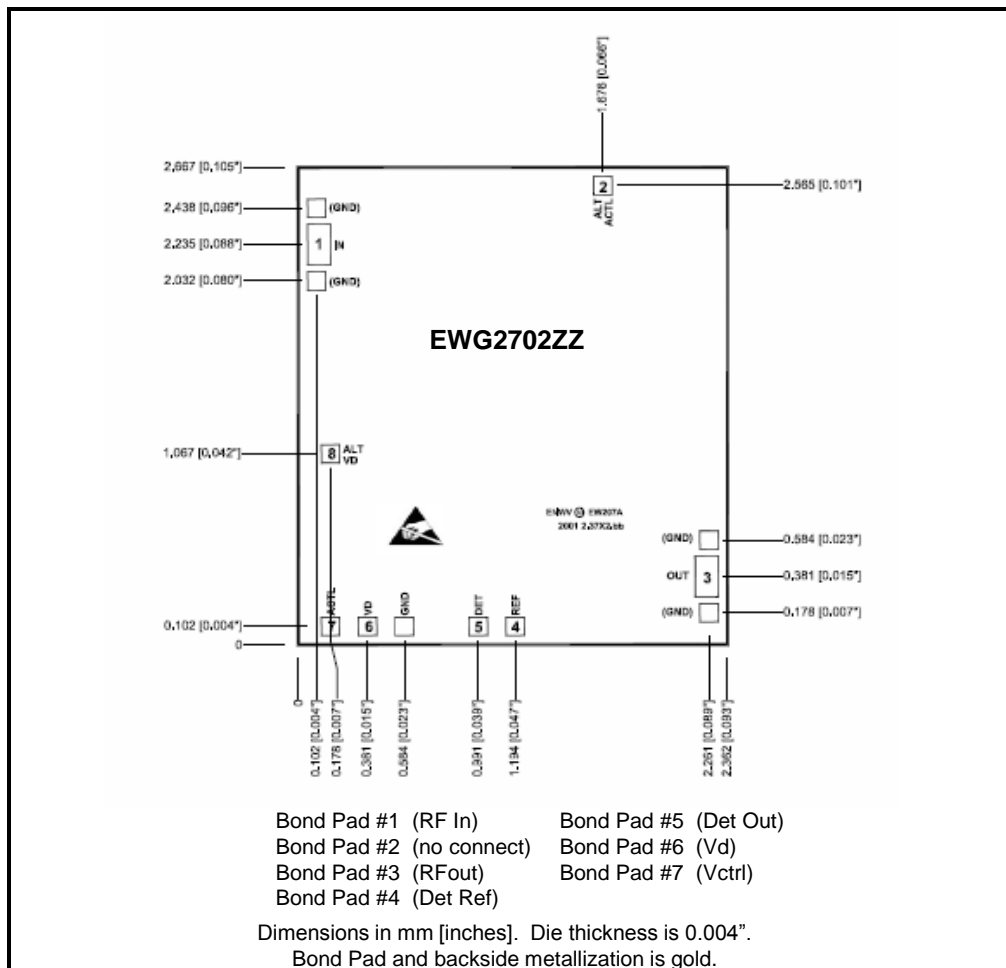 1.676 [0.066"]
2.667 [0.105"]
2
2.565 [0.101"]
ALT
ACTL
2.438 [0.096"]
(GND)
2.235 [0.088"]
1 IN
2.032 [0.080"]
(GND)
EWG2702ZZ
1.067 [0.042"]
8 ALT
VD
ENWV © EW207A
(GND)
0.584 [0.023"]
OUT 3
0.381 [0.015"]
(GND)
0.178 [0.007"]
ACTL
VD
GND
DET
REF
0.102 [0.004"]
7
6
5
4
0
0
0.102 [0.004"]
0.178 [0.007"]
0.381 [0.015"]
0.584 [0.023"]
0.991 [0.039"]
1.194 [0.047"]
2.261 [0.089"]
2.362 [0.093"]
Bond Pad #1 (RF In)
Bond Pad #2 (no connect)
Bond Pad #3 (RFout)
Bond Pad #4 (Det Ref)
Bond Pad #5 (Det Out)
Bond Pad #6 (Vd)
Bond Pad #7 (Vctrl)
Dimensions in mm [inches]. Die thickness is 0.004”.
Bond Pad and backside metallization is gold.